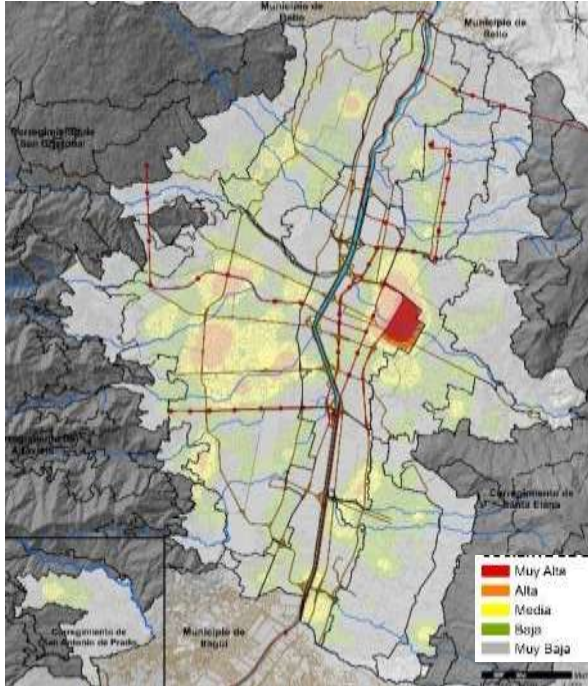 Municipio de
Bello
Municipio de
Bello
Corregimiento de
San Cristóbal
Corregimiento de
Santa Elena
Corregimiento de
San Antonio de Prado
Municipio de
Itagüí
Muy Alta
Alta
Media
Baja
Muy Baja